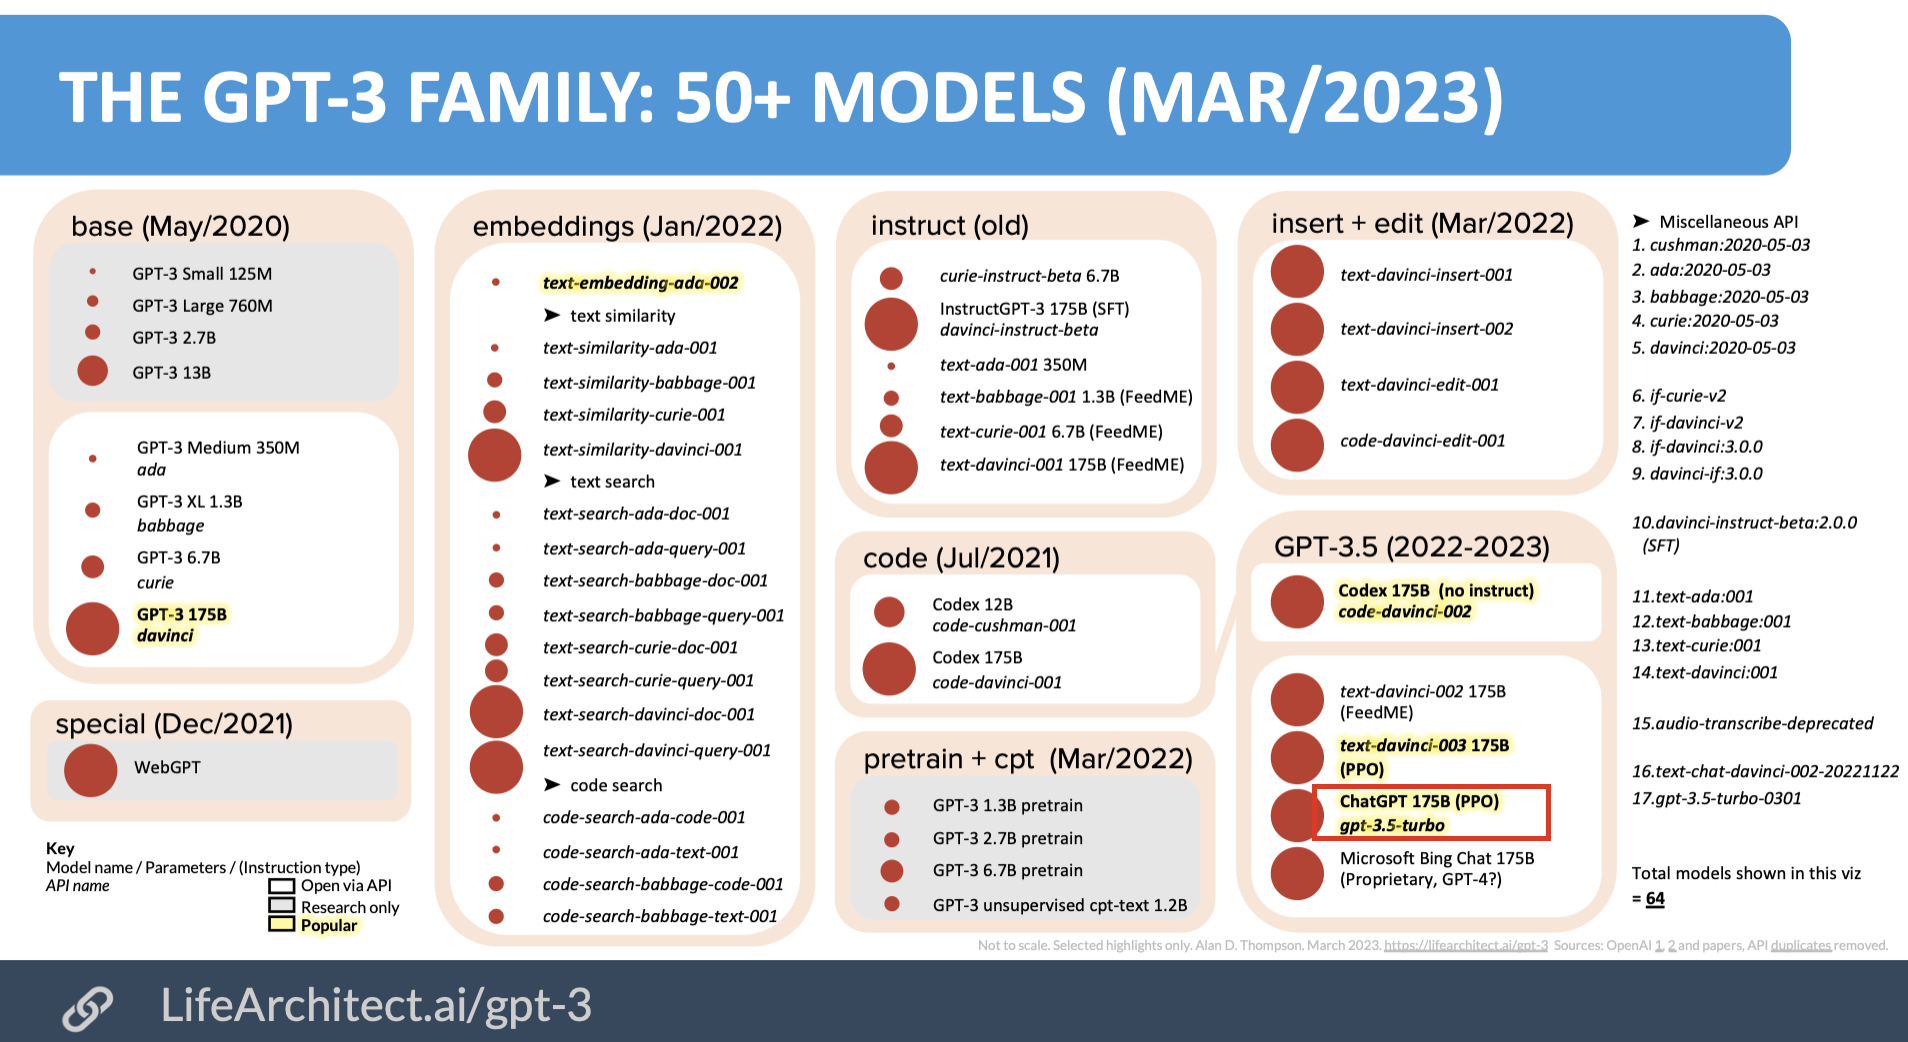 THE GPT-3 FAMILY: 50+ MODELS (MAR/2023)
base (May/2020)
GPT-3 Small 125M
GPT-3 Large 760M
GPT-3 2.7B
GPT-3 13B
GPT-3 Medium 350M
ada
GPT-3 XL 1.3B
babbage
GPT-3 6.7B
curie
GPT-3 175B
davinci
special (Dec/2021)
WebGPT
Key
Model name / Parameters / (Instruction type)
API name
Open via API
Research only
Popular
embeddings (Jan/2022)
text-embedding-ada-002
➤ text similarity
text-similarity-ada-001
text-similarity-babbage-001
text-similarity-curie-001
text-similarity-davinci-001
➤ text search
text-search-ada-doc-001
text-search-ada-query-001
text-search-babbage-doc-001
text-search-babbage-query-001
text-search-curie-doc-001
text-search-curie-query-001
text-search-davinci-doc-001
text-search-davinci-query-001
➤ code search
code-search-ada-code-001
code-search-ada-text-001
code-search-babbage-code-001
code-search-babbage-text-001
instruct (old)
curie-instruct-beta 6.7B
InstructGPT-3 175B (SFT)
davinci-instruct-beta
text-ada-001 350M
text-babbage-001 1.3B (FeedME)
text-curie-001 6.7B (FeedME)
text-davinci-001 175B (FeedME)
code (Jul/2021)
Codex 12B
code-cushman-001
Codex 175B
code-davinci-001
pretrain + cpt (Mar/2022)
GPT-3 1.3B pretrain
GPT-3 2.7B pretrain
GPT-3 6.7B pretrain
GPT-3 unsupervised cpt-text 1.2B
insert + edit (Mar/2022)
text-davinci-insert-001
text-davinci-insert-002
text-davinci-edit-001
code-davinci-edit-001
GPT-3.5 (2022-2023)
Codex 175B (no instruct)
code-davinci-002
text-davinci-002 175B
(FeedME)
text-davinci-003 175B
(PPO)
ChatGPT 175B (PPO)
gpt-3.5-turbo
Microsoft Bing Chat 175B
(Proprietary, GPT-4?)
➤ Miscellaneous API
1. cushman:2020-05-03
2. ada:2020-05-03
3. babbage:2020-05-03
4. curie:2020-05-03
5. davinci:2020-05-03
6. if-curie-v2
7. if-davinci-v2
8. if-davinci:3.0.0
9. davinci-if:3.0.0
10.davinci-instruct-beta:2.0.0
(SFT)
11.text-ada:001
12.text-babbage:001
13.text-curie:001
14.text-davinci:001
15.audio-transcribe-deprecated
16.text-chat-davinci-002-20221122
17.gpt-3.5-turbo-0301
Total models shown in this viz
= 64
Not to scale. Selected highlights only. Alan D. Thompson. March 2023. https://lifearchitect.ai/gpt-3 Sources: OpenAI 1, 2 and papers, API duplicates removed.
LifeArchitect.ai/gpt-3